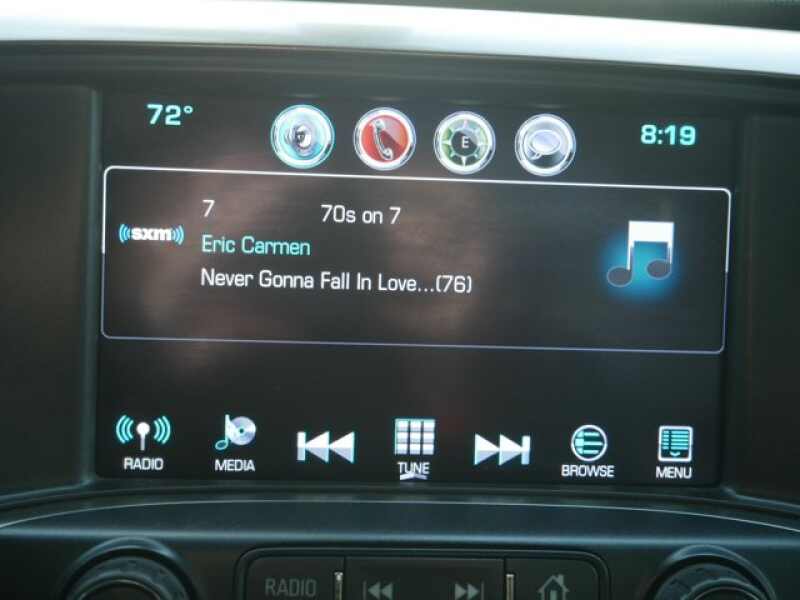 72° E 8:19
7 70s on 7
sxm
Eric Carmen
Never Gonna Fall In Love...(76)
RADIO MEDIA TUNE BROWSE MENU
RADIO